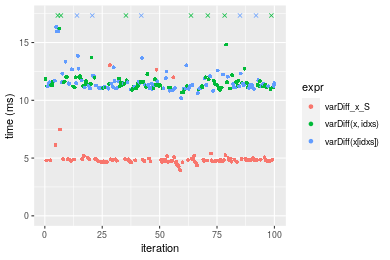 15
10
5
0
0
25
50
75
100
time (ms)
iteration
expr
varDiff_x_S
varDiff(x, idxs)
varDiff(x[idxs])